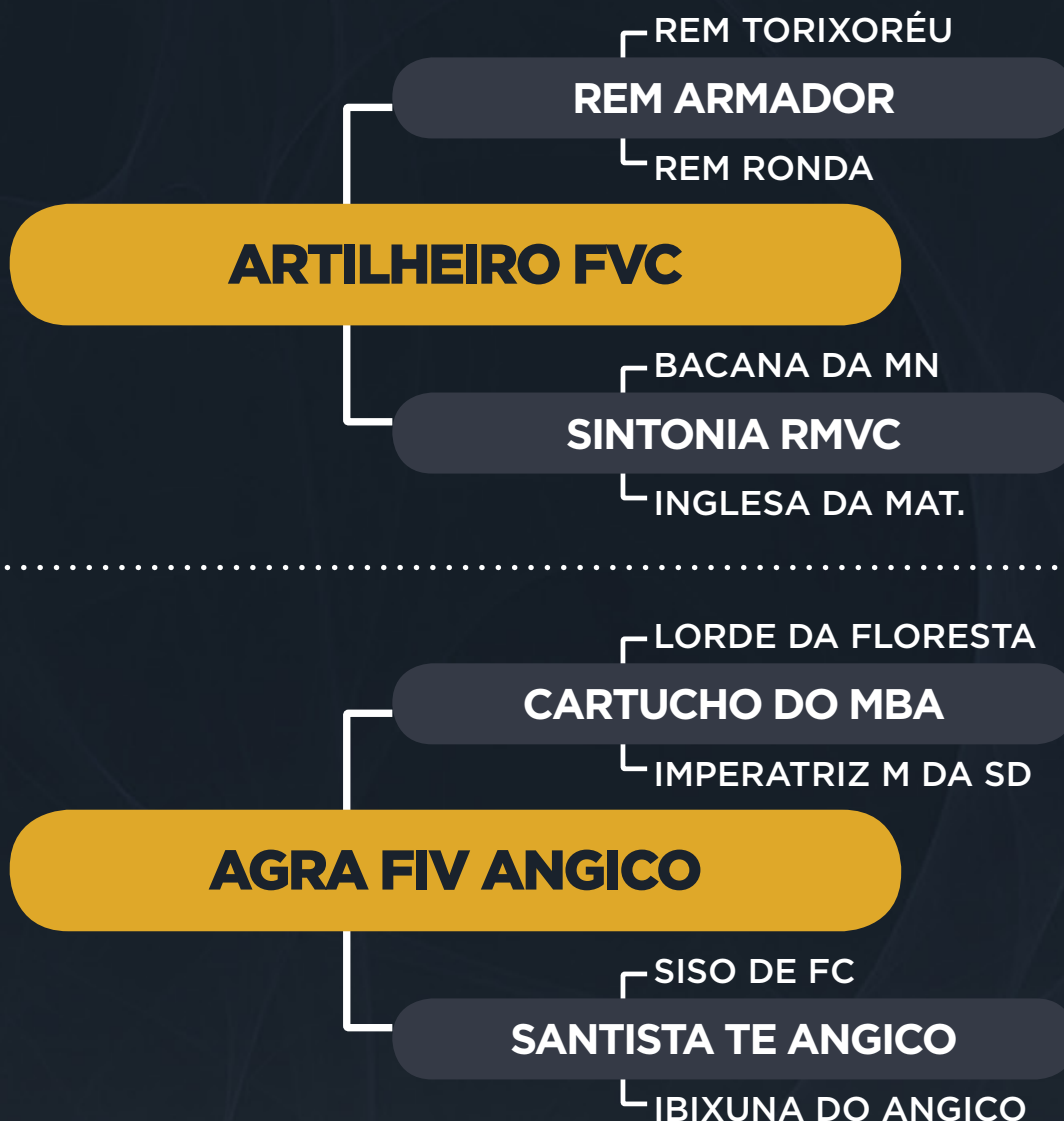 REM TORIXORÉU
REM ARMADOR
REM RONDA
ARTILHEIRO FVC
BACANA DA MN
SINTONIA RMVC
INGLESA DA MAT.
LORDE DA FLORESTA
CARTUCHO DO MBA
IMPERATRIZ M DA SD
AGRA FIV ANGICO
SISO DE FC
SANTISTA TE ANGICO
IBIXUNA DO ANGICO